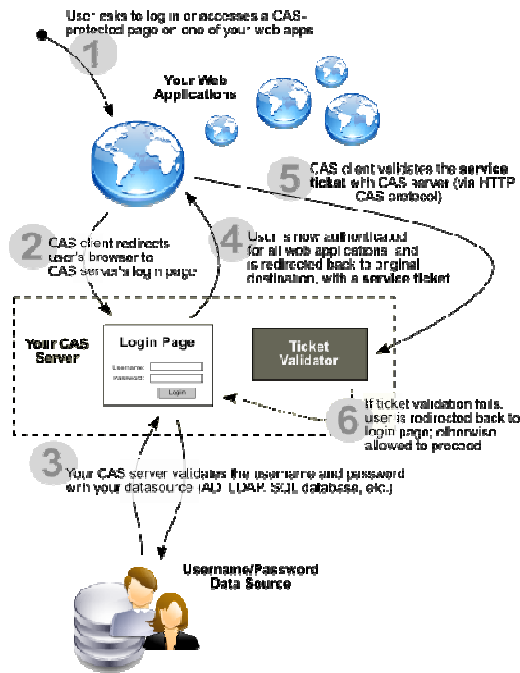 User asks to log in or accesses a CAS-
protected page on one of your web apps
1
Your Web
Applications
5
CAS client validates the service
ticket with CAS server (via HTTP
CAS protocol)
2
CAS client redirects
user's browser to
CAS server's login page
4
User is now authenticated
for all web applications, and
is redirected back to original
destination, with a service ticket
Your CAS
Server
Login Page
Username:
Password:
Login
Ticket
Validator
6
If ticket validation fails,
user is redirected back to
login page; otherwise
allowed to proceed
3
Your CAS server validates the username and password
with your datasource (AD, LDAP, SQL database, etc.)
Username/Password
Data Source